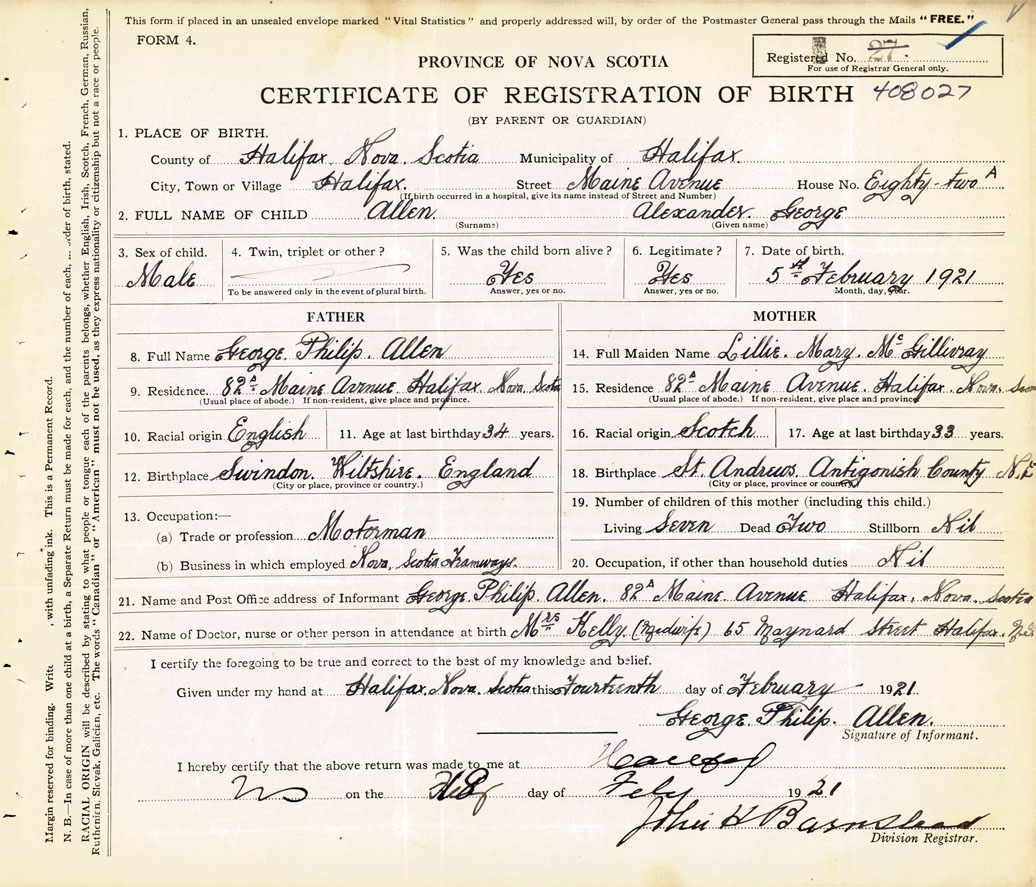 This form if placed in an unsealed envelope marked "Vital Statistics" and properly addressed will, by order of the Postmaster General pass through the Mails "FREE."
FORM 4.
Registered No. 27.
For use of Registrar General only.
PROVINCE OF NOVA SCOTIA
CERTIFICATE OF REGISTRATION OF BIRTH 408027
(BY PARENT OR GUARDIAN)
1. PLACE OF BIRTH.
County of Halifax. Nova. Scotia Municipality of Halifax.
City, Town or Village Halifax. Street Maine Avenue House No. Eighty-two A
(If birth occurred in a hospital, give its name instead of Street and Number)
2. FULL NAME OF CHILD Allen. Alexander. George
(Surname) (Given name)
3. Sex of child. 4. Twin, triplet or other? 5. Was the child born alive? 6. Legitimate? 7. Date of birth.
Male Yes Yes 5th February 1921
To be answered only in the event of plural birth. Answer, yes or no. Answer, yes or no. Month, day, year.
FATHER MOTHER
8. Full Name George. Philip. Allen 14. Full Maiden Name Lillie. Mary. Mc Gillivray
9. Residence. 82A Maine Avenue. Halifax. Nova. Scotia 15. Residence 82A Maine Avenue. Halifax. Nova.
(Usual place of abode.) If non-resident, give place and province. (Usual place of abode.) If non-resident, give place and province
10. Racial origin English 11. Age at last birthday 34 years. 16. Racial origin Scotch 17. Age at last birthday 33 years.
12. Birthplace Swindon. Wiltshire. England 18. Birthplace St. Andrews. Antigonish County N.S
(City or place, province or country.) (City or place, province or country.)
19. Number of children of this mother (including this child.)
13. Occupation:—
(a) Trade or profession Motorman Living Seven Dead Two Stillborn Nil
(b) Business in which employed Nova. Scotia Tramways. 20. Occupation, if other than household duties Nil
21. Name and Post Office address of Informant George. Philip. Allen. 82A Maine Avenue Halifax. Nova. Scotia
22. Name of Doctor, nurse or other person in attendance at birth Mrs Kelly. (Midwife) 65 Maynard Street Halifax. N.S.
I certify the foregoing to be true and correct to the best of my knowledge and belief.
Given under my hand at Halifax. Nova. Scotia this Fourteenth day of February 1921.
George. Philip. Allen.
Signature of Informant.
I hereby certify that the above return was made to me at Halifax
NS on the day of Feby 1921
John H Barnstead
Division Registrar.
Margin reserved for binding. Writ , with unfading ink. This is a Permanent Record.
N. B.—In case of more than one child at a birth, a Separate Return must be made for each, and the number of each, order of birth, stated.
RACIAL ORIGIN will be described by stating to what people or tongue each of the parents belongs, whether English, Irish, Scotch, French, German, Russian,
Ruthenian, Slovak, Galician, etc. The words "Canadian" or "American" must not be used, as they express nationality or citizenship but not a race or people.